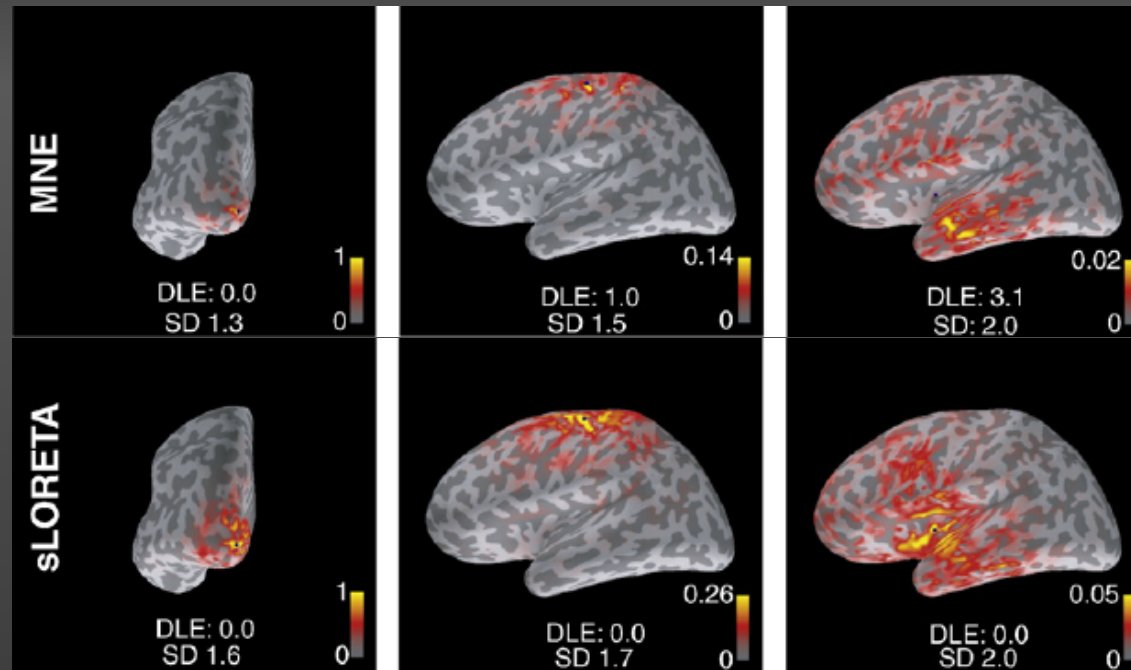 MNE
1
0
DLE: 0.0
SD 1.3
0.14
0
DLE: 1.0
SD 1.5
0.02
0
DLE: 3.1
SD: 2.0
sLORETA
1
0
DLE: 0.0
SD 1.6
0.26
0
DLE: 0.0
SD 1.7
0.05
0
DLE: 0.0
SD 2.0